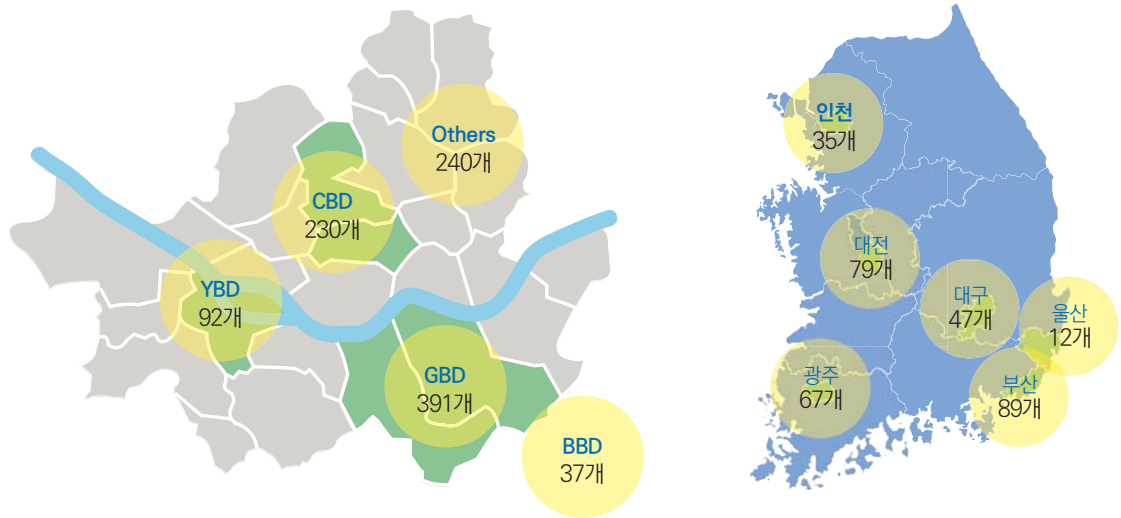 Others
240개
CBD
230개
YBD
92개
GBD
391개
BBD
37개
인천
35개
대전
79개
대구
47개
울산
12개
광주
67개
부산
89개